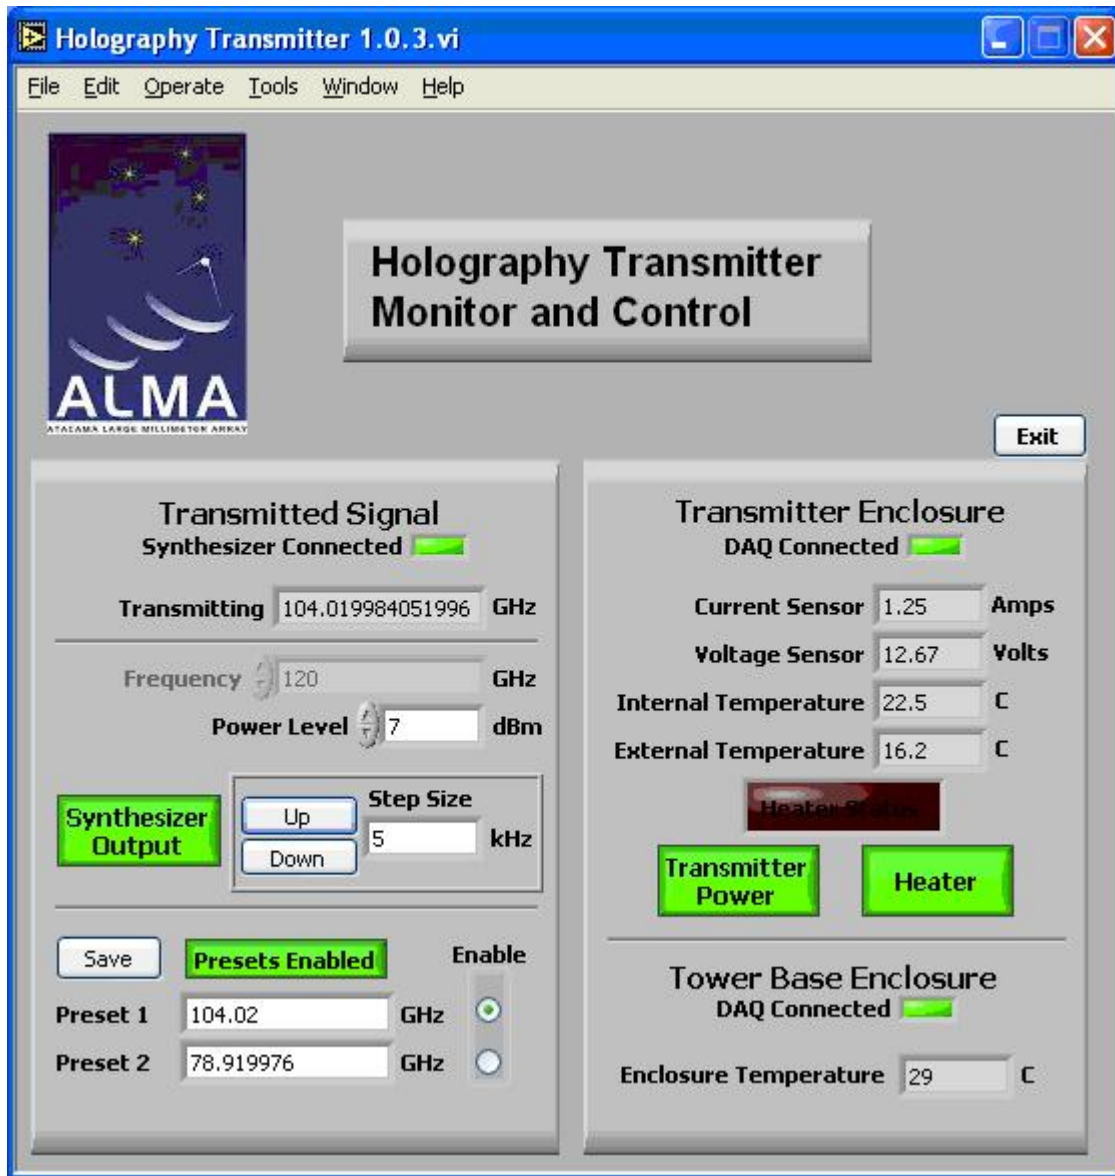 Holography Transmitter 1.0.3.vi
File Edit Operate Tools Window Help
ALMA
ATACAMA LARGE MILLIMETER ARRAY
Holography Transmitter
Monitor and Control
Exit
Transmitted Signal
Synthesizer Connected
Transmitting 104.019984051996 GHz
Frequency 120 GHz
Power Level 7 dBm
Synthesizer
Output
Up
Down
Step Size
5 kHz
Save
Presets Enabled
Enable
Preset 1 104.02 GHz
Preset 2 78.919976 GHz
Transmitter Enclosure
DAQ Connected
Current Sensor 1.25 Amps
Voltage Sensor 12.67 Volts
Internal Temperature 22.5 C
External Temperature 16.2 C
Heater Status
Transmitter
Power
Heater
Tower Base Enclosure
DAQ Connected
Enclosure Temperature 29 C